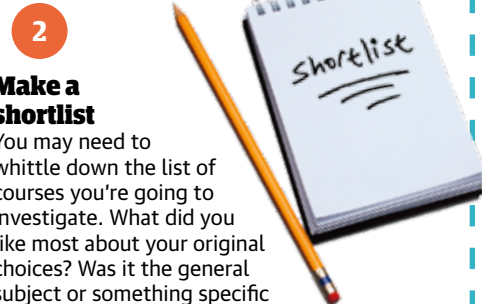 2
Make a
shortlist
You may need to
whittle down the list of
courses you're going to
investigate. What did you
like most about your original
choices? Was it the general
subject or something specific
shortlist